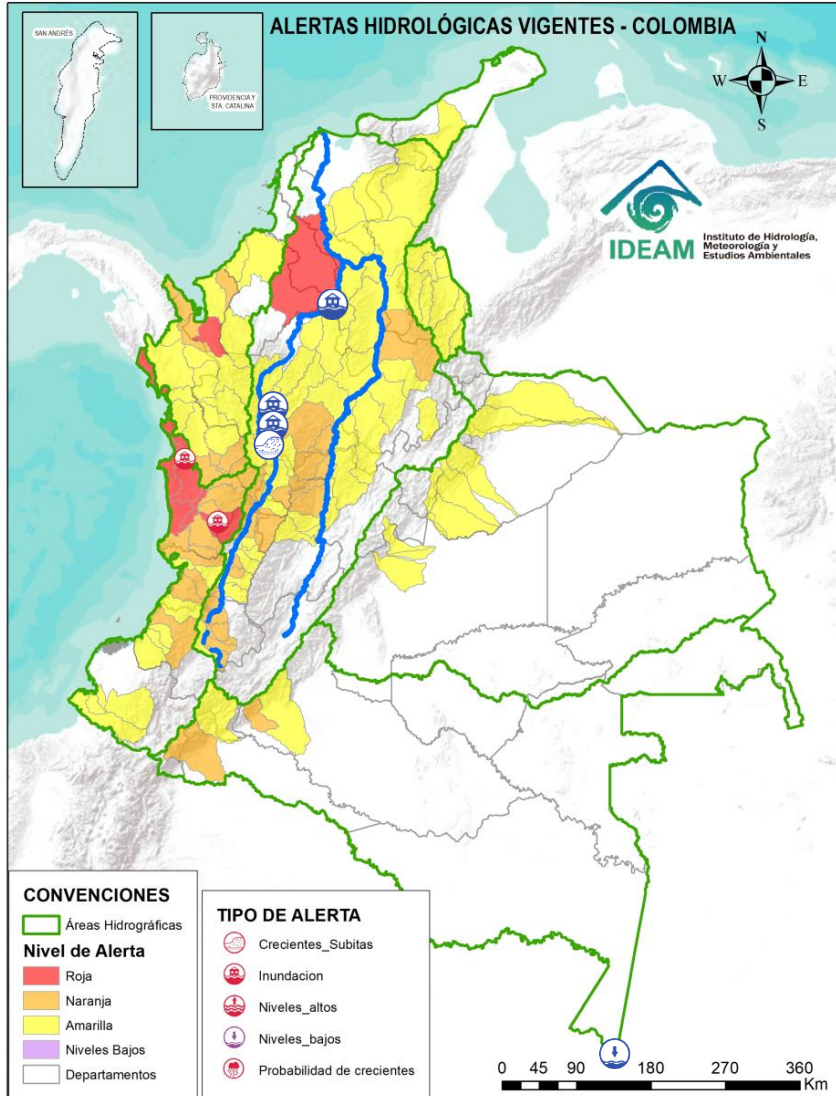 ALERTAS HIDROLÓGICAS VIGENTES - COLOMBIA
SAN ANDRÉS
PROVIDENCIA Y
STA. CATALINA
N
W
E
S
IDEAM
Instituto de Hidrología,
Meteorología y
Estudios Ambientales
CONVENCIONES
Áreas Hidrográficas
Nivel de Alerta
Roja
Naranja
Amarilla
Niveles Bajos
Departamentos
TIPO DE ALERTA
Crecientes_Subitas
Inundacion
Niveles_altos
Niveles_bajos
Probabilidad de crecientes
0 45 90 180 270 360
Km